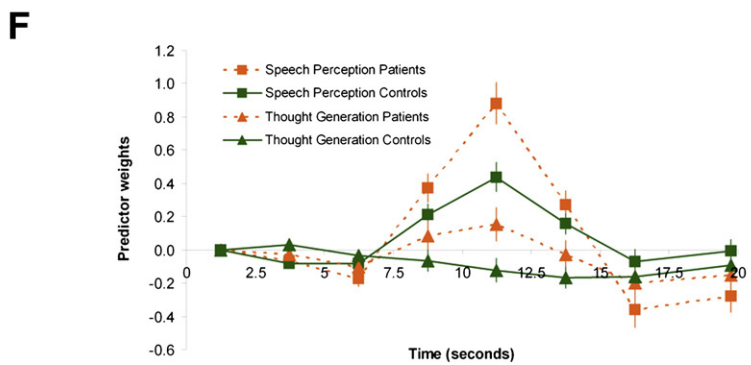 F
1.2
1.0
0.8
0.6
0.4
0.2
0.0
-0.2
-0.4
-0.6
Predictor weights
Speech Perception Patients
Speech Perception Controls
Thought Generation Patients
Thought Generation Controls
0 2.5 5 7.5 10 12.5 15 17.5 20
Time (seconds)